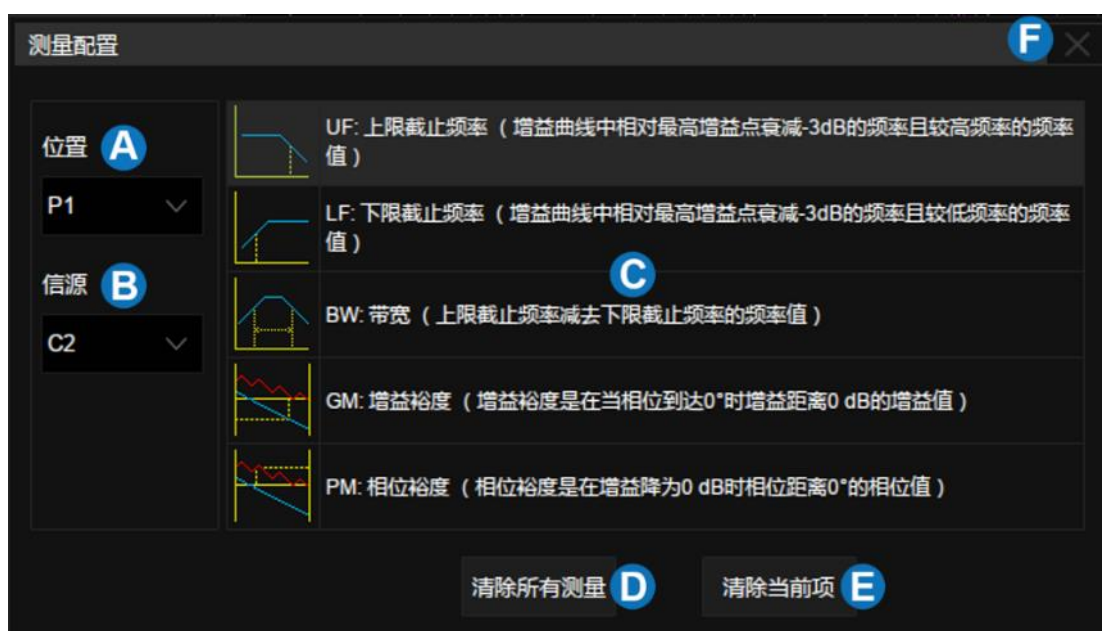 测量配置
F
位置 A
P1
信源 B
C2
UF: 上限截止频率（增益曲线中相对最高增益点衰减-3dB的频率且较高频率的频率
值）
LF: 下限截止频率（增益曲线中相对最高增益点衰减-3dB的频率且较低频率的频率
值）
C
BW: 带宽（上限截止频率减去下限截止频率的频率值）
GM: 增益裕度（增益裕度是在当相位到达0°时增益距离0 dB的增益值）
PM: 相位裕度（相位裕度是在增益降为0 dB时相位距离0°的相位值）
清除所有测量 D
清除当前项 E